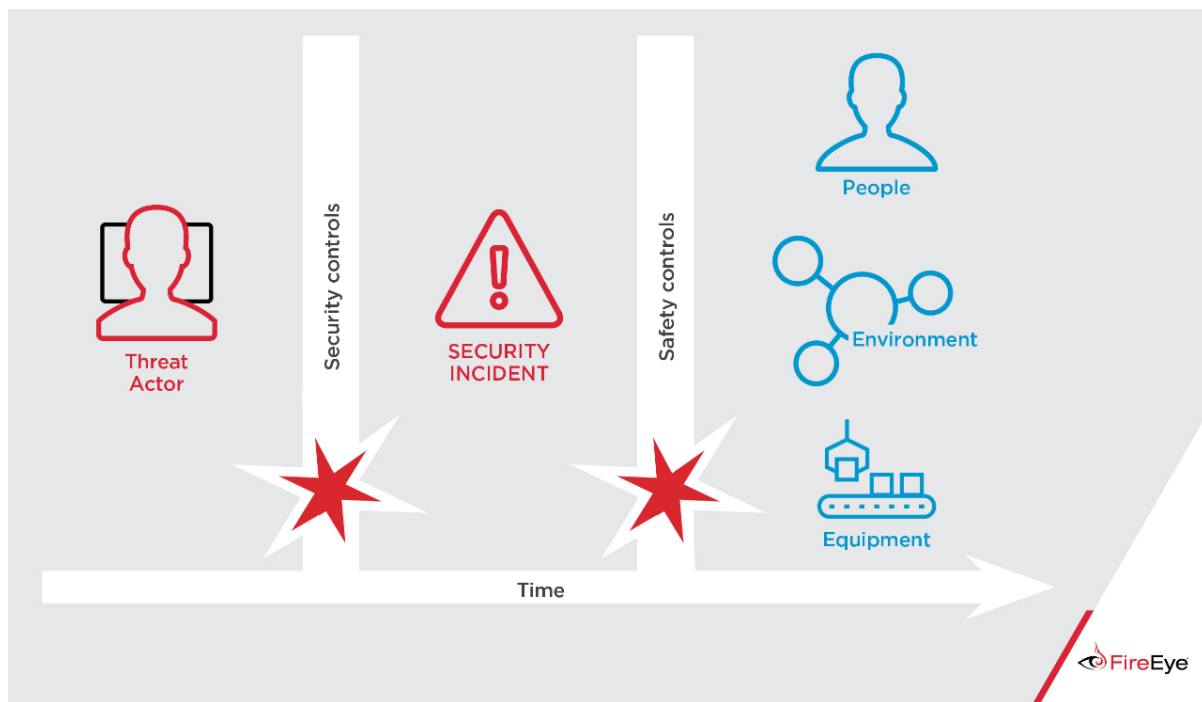 People
Security controls
Safety controls
Threat
Actor
SECURITY
INCIDENT
Environment
Equipment
Time
FireEye